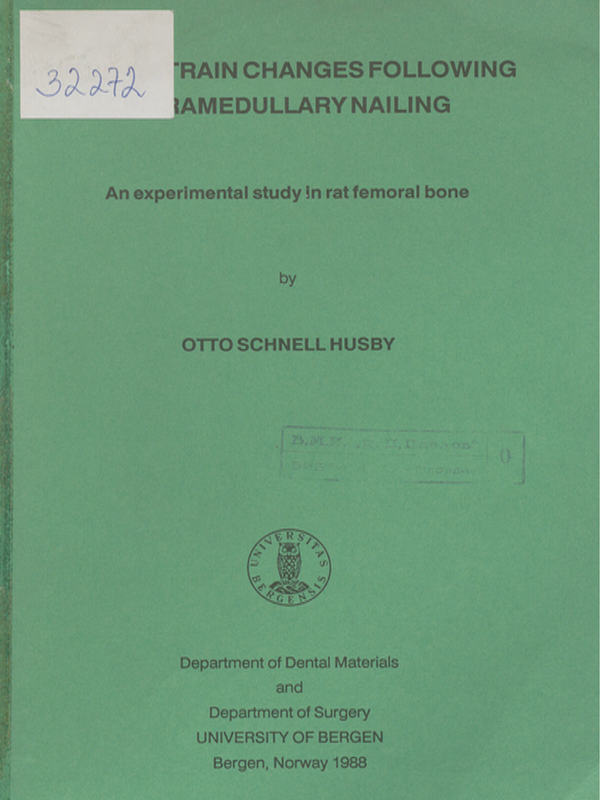 32272
TRAIN CHANGES FOLLOWING
RAMEDULLARY NAILING
An experimental study in rat femoral bone
by
OTTO SCHNELL HUSBY
0
UNIVERSITAS
BERGENSIS
Department of Dental Materials
and
Department of Surgery
UNIVERSITY OF BERGEN
Bergen, Norway 1988